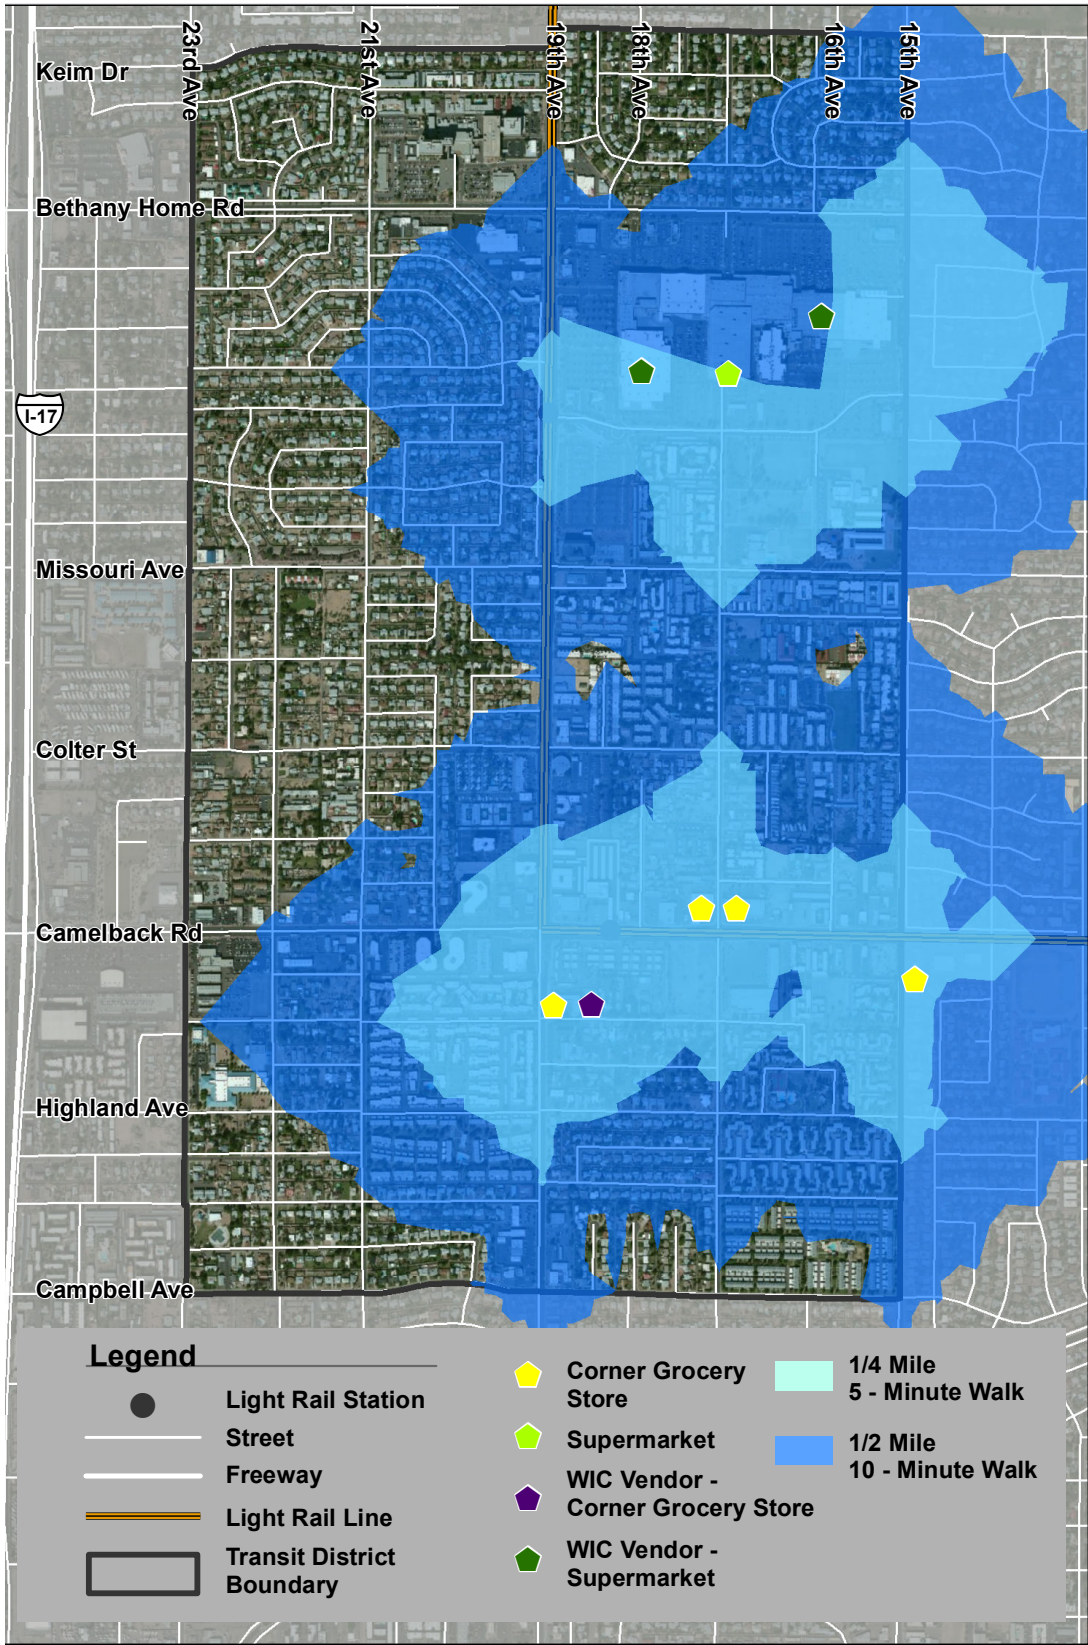 23rd Ave
21st Ave
19th Ave
18th Ave
16th Ave
15th Ave
Keim Dr
Bethany Home Rd
I-17
Missouri Ave
Colter St
Camelback Rd
Highland Ave
Campbell Ave
Legend
Light Rail Station
Street
Freeway
Light Rail Line
Transit District
Boundary
Corner Grocery
Store
Supermarket
WIC Vendor -
Corner Grocery Store
WIC Vendor -
Supermarket
1/4 Mile
5 - Minute Walk
1/2 Mile
10 - Minute Walk